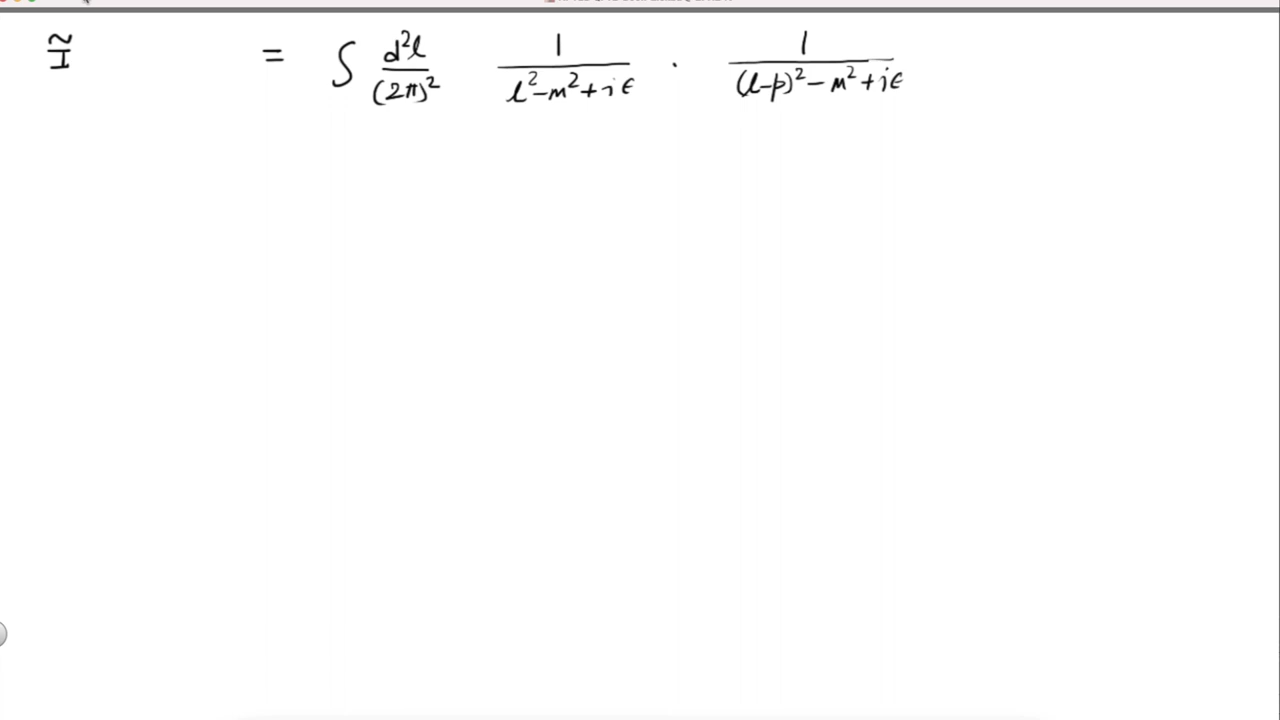 Ĩ = ∫ d²l/(2π)² 1/(l²-m²+iϵ) · 1/((l-p)²-m²+iϵ)